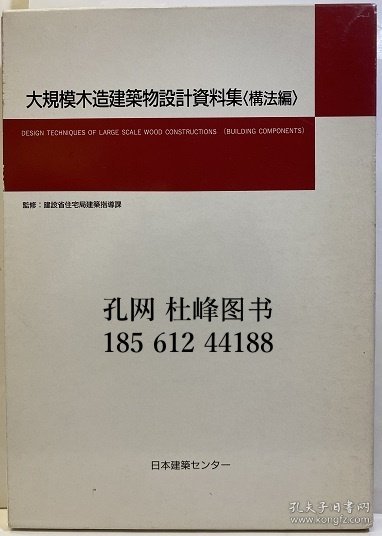 大規模木造建築物設計資料集〈構法編〉
DESIGN TECHNIQUES OF LARGE SCALE WOOD CONSTRUCTIONS （BUILDING COMPONENTS）
監修：建設省住宅局建築指導課
孔网 杜峰图书
185 612 44188
日本建築センター
孔夫子旧书网
www.kongfz.com